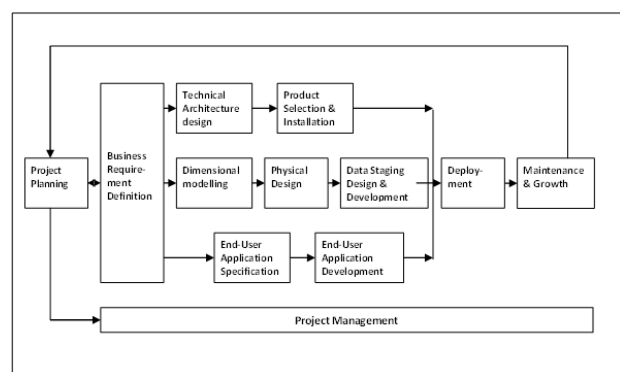 Technical
Architecture
design
Product
Selection &
Installation
Business
Require-
ment
Definition
Project
Planning
Dimensional
modelling
Physical
Design
Data Staging
Design &
Development
Deploy-
ment
Maintenance
& Growth
End-User
Application
Specification
End-User
Application
Development
Project Management